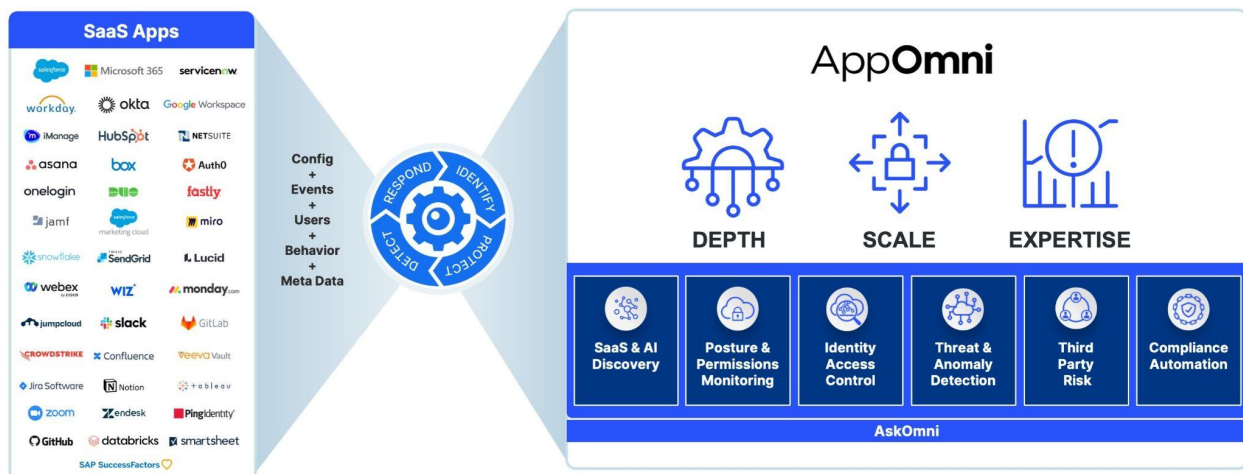 SaaS Apps
salesforce
Microsoft 365
servicenow
workday.
okta
Google Workspace
iManage
HubSpot
NETSUITE
asana
box
Auth0
onelogin
DUO
fastly
jamf
salesforce
marketing cloud
miro
snowflake
SendGrid
Lucid
webex
by CISCO
WIZ
monday.com
jumpcloud
slack
GitLab
CROWDSTRIKE
Confluence
Veeva Vault
Jira Software
Notion
tableau
zoom
zendesk
PingIdentity
GitHub
databricks
smartsheet
SAP SuccessFactors
Config
+
Events
+
Users
+
Behavior
+
Meta Data
RESPOND
IDENTIFY
PROTECT
DETECT
AppOmni
DEPTH
SCALE
EXPERTISE
SaaS & AI
Discovery
Posture &
Permissions
Monitoring
Identity
Access
Control
Threat &
Anomaly
Detection
Third
Party
Risk
Compliance
Automation
AskOmni